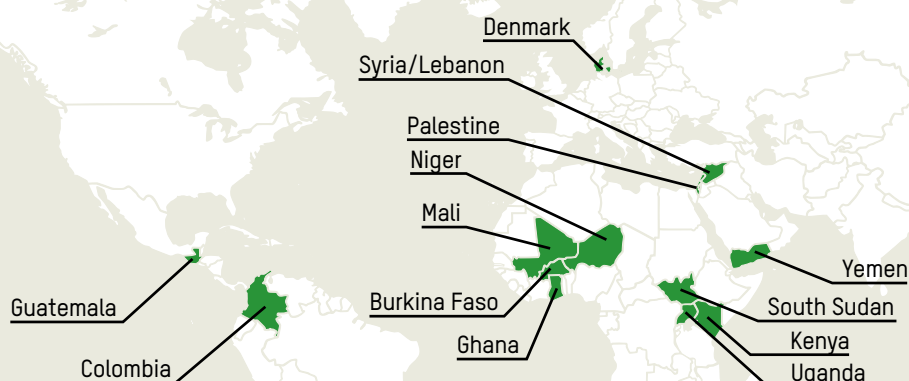 Denmark
Syria/Lebanon
Palestine
Niger
Mali
Yemen
Burkina Faso
Guatemala
South Sudan
Ghana
Kenya
Colombia
Uganda